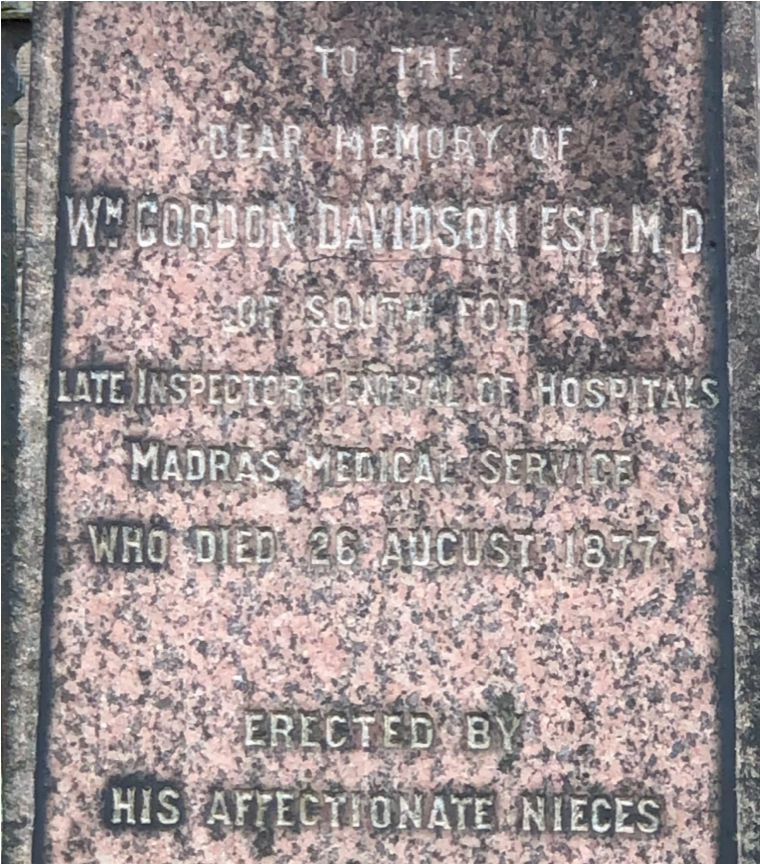 TO THE
DEAR MEMORY OF
Wᴹ GORDON DAVIDSON ESQ. M.D.
OF SOUTH FOD
LATE INSPECTOR GENERAL OF HOSPITALS
MADRAS MEDICAL SERVICE
WHO DIED 26 AUGUST 1877.
ERECTED BY
HIS AFFECTIONATE NIECES